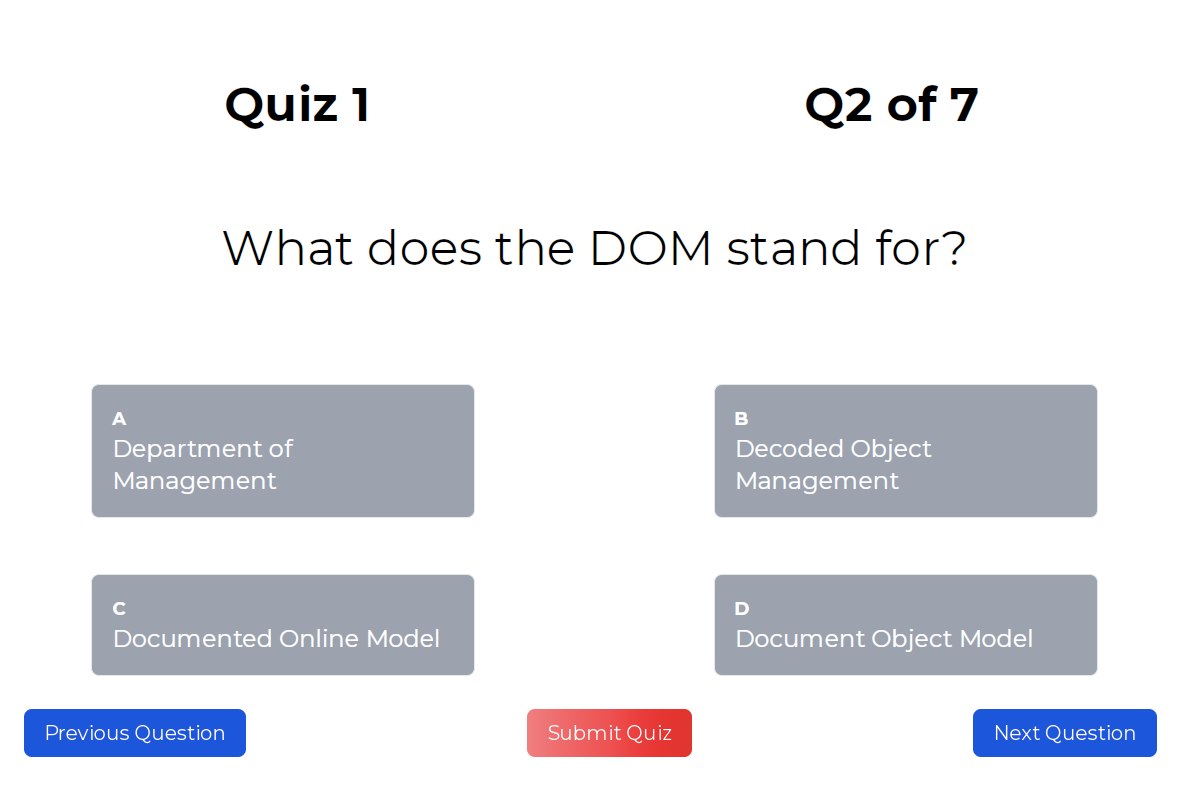 Quiz 1
Q2 of 7
What does the DOM stand for?
A
Department of
Management
B
Decoded Object
Management
C
Documented Online Model
D
Document Object Model
Previous Question
Submit Quiz
Next Question